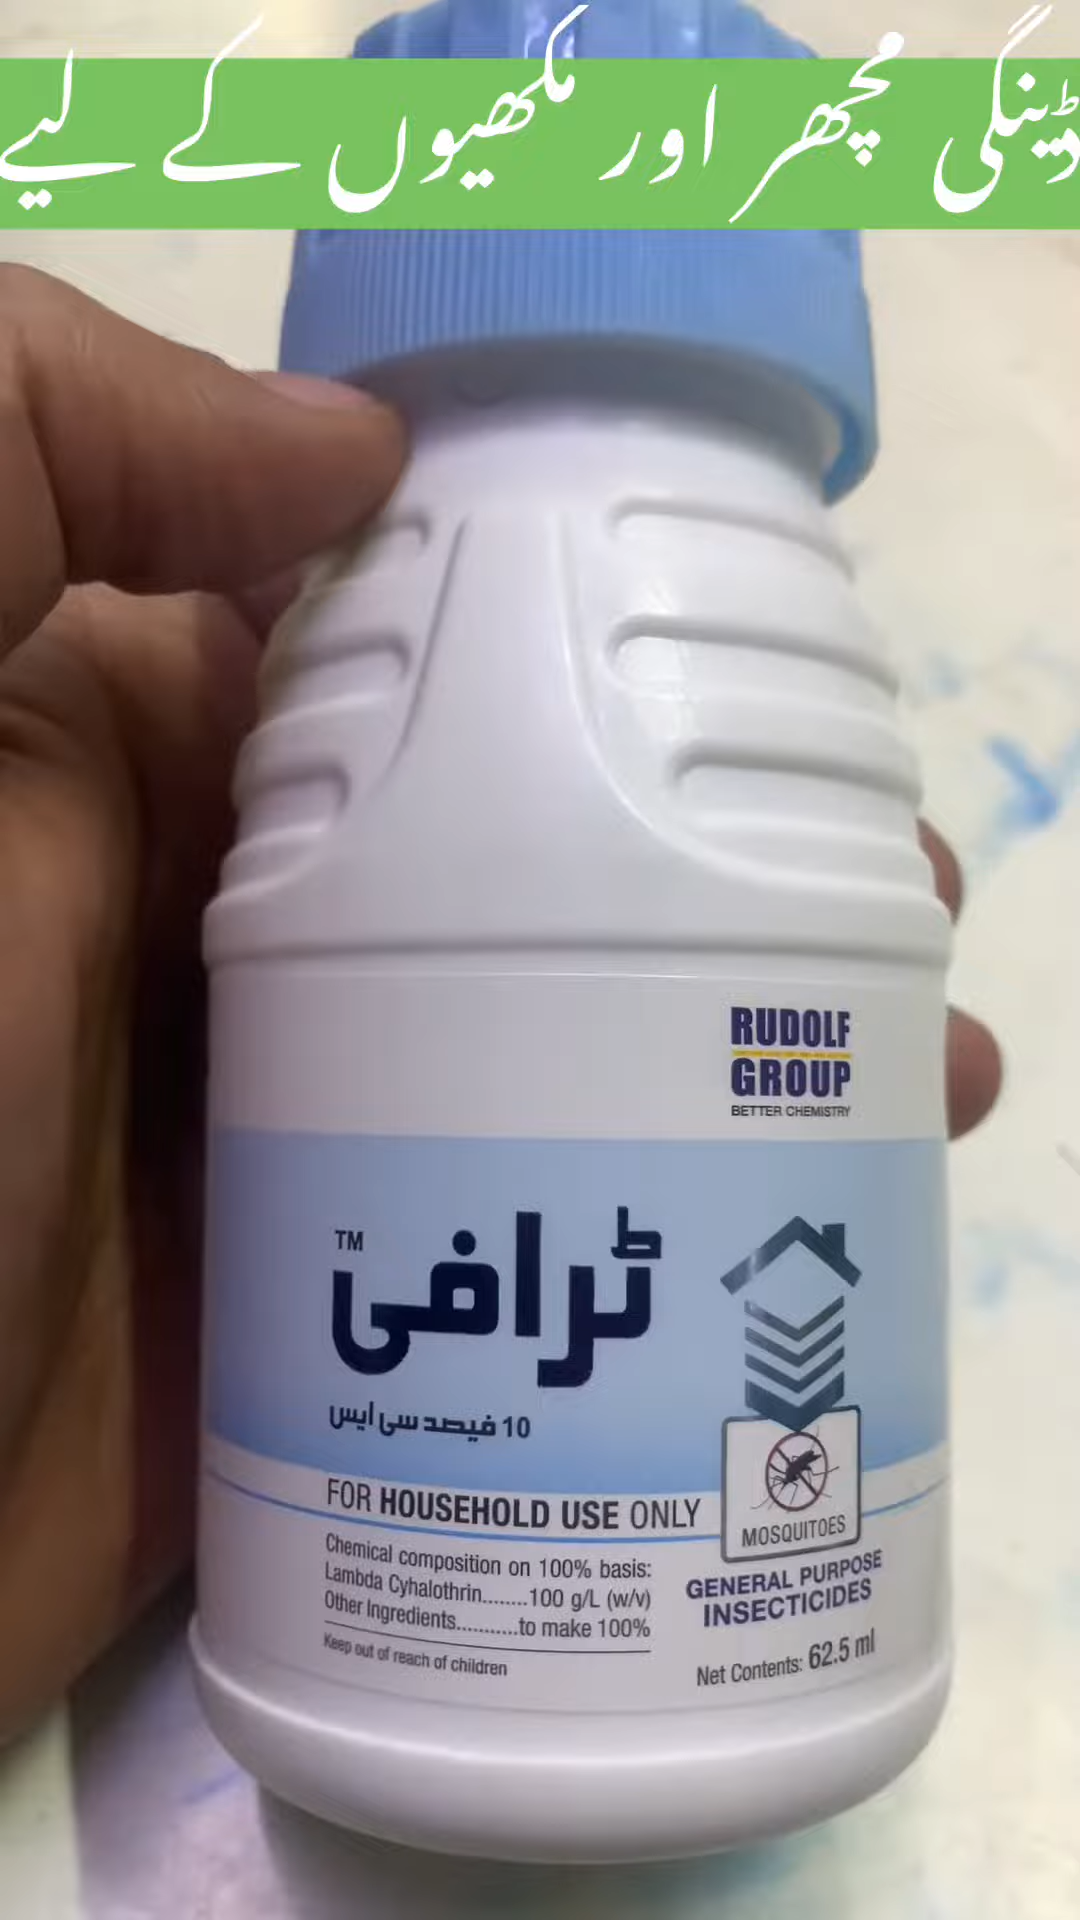 ڈینگی مچھر اور مکھیوں کے لیے
RUDOLF
GROUP
BETTER CHEMISTRY
ٹرافی TM
10 فیصد سی ایس
FOR HOUSEHOLD USE ONLY
Chemical composition on 100% basis:
Lambda Cyhalothrin........100 g/L (w/v)
Other Ingredients...........to make 100%
Keep out of reach of children
MOSQUITOES
GENERAL PURPOSE
INSECTICIDES
Net Contents: 62.5 ml